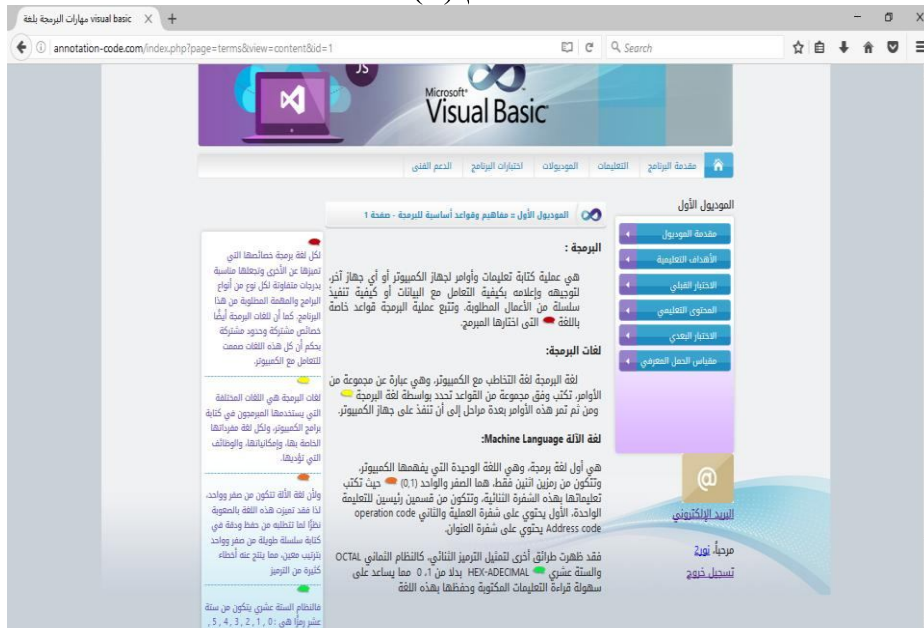 مهارات البرمجة بلغة visual basic
annotation-code.com/index.php?page=terms&view=content&id=1
Search
JS
Microsoft
Visual Basic
مقدمة البرنامج
التعليمات
الموديولات
اختبارات البرنامج
الدعم الفنى
الموديول الأول
مقدمة الموديول
الأهداف التعليمية
الاختبار القبلي
المحتوى التعليمي
الاختبار البعدي
مقياس الحمل المعرفي
البريد الإلكتروني
مرحباً، نور2
تسجيل خروج
الموديول الأول :: مفاهيم وقواعد أساسية للبرمجة - صفحة 1
البرمجة :
هي عملية كتابة تعليمات وأوامر لجهاز الكمبيوتر أو أي جهاز آخر،
لتوجيهه وإعلامه بكيفية التعامل مع البيانات أو كيفية تنفيذ
سلسلة من الأعمال المطلوبة، وتتبع عملية البرمجة قواعد خاصة
باللغة التى اختارها المبرمج.
لغات البرمجة:
لغة البرمجة لغة التخاطب مع الكمبيوتر، وهي عبارة عن مجموعة من
الأوامر، تكتب وفق مجموعة من القواعد تحدد بواسطة لغة البرمجة
ومن ثم تمر هذه الأوامر بعدة مراحل إلى أن تنفذ على جهاز الكمبيوتر.
لغة الآلة Machine Language:
هي أول لغة برمجة، وهي اللغة الوحيدة التي يفهمها الكمبيوتر،
وتتكون من رمزين اثنين فقط، هما الصفر والواحد (0,1) حيث تكتب
تعليماتها بهذه الشفرة الثنائية، وتتكون من قسمين رئيسين للتعليمة
الواحدة، الأول يحتوي على شفرة العملية والثاني operation code
Address code يحتوي على شفرة العنوان.
فقد ظهرت طرائق أخرى لتمثيل الترميز الثنائي، كالنظام الثماني OCTAL
والستة عشري HEX-ADECIMAL بدلا من 1، 0 مما يساعد على
سهولة قراءة التعليمات المكتوبة وحفظها بهذه اللغة
لكل لغة برمجة خصائصها التي
تميزها عن الأخرى وتجعلها مناسبة
بدرجات متفاوتة لكل نوع من أنواع
البرامج والمهمة المطلوبة من هذا
البرنامج. كما أن للغات البرمجة أيضًا
خصائص مشتركة وحدود مشتركة
بحكم أن كل هذه اللغات صممت
للتعامل مع الكمبيوتر.
لغات البرمجة هي اللغات المختلفة
التي يستخدمها المبرمجون في كتابة
برامج الكمبيوتر، ولكل لغة مفرداتها
الخاصة بها، وإمكانياتها، والوظائف
التي تؤديها.
ولأن لغة الآلة تتكون من صفر وواحد،
لذا فقد تميزت هذه اللغة بالصعوبة
نظرًا لما تتطلبه من حفظ ودقة في
كتابة سلسلة طويلة من صفر وواحد
بترتيب معين، مما ينتج عنه أخطاء
كثيرة من الترميز
فالنظام الستة عشري يتكون من ستة
عشر رمزًا هي : 0 , 1 , 2 , 3 , 4 , 5 ,